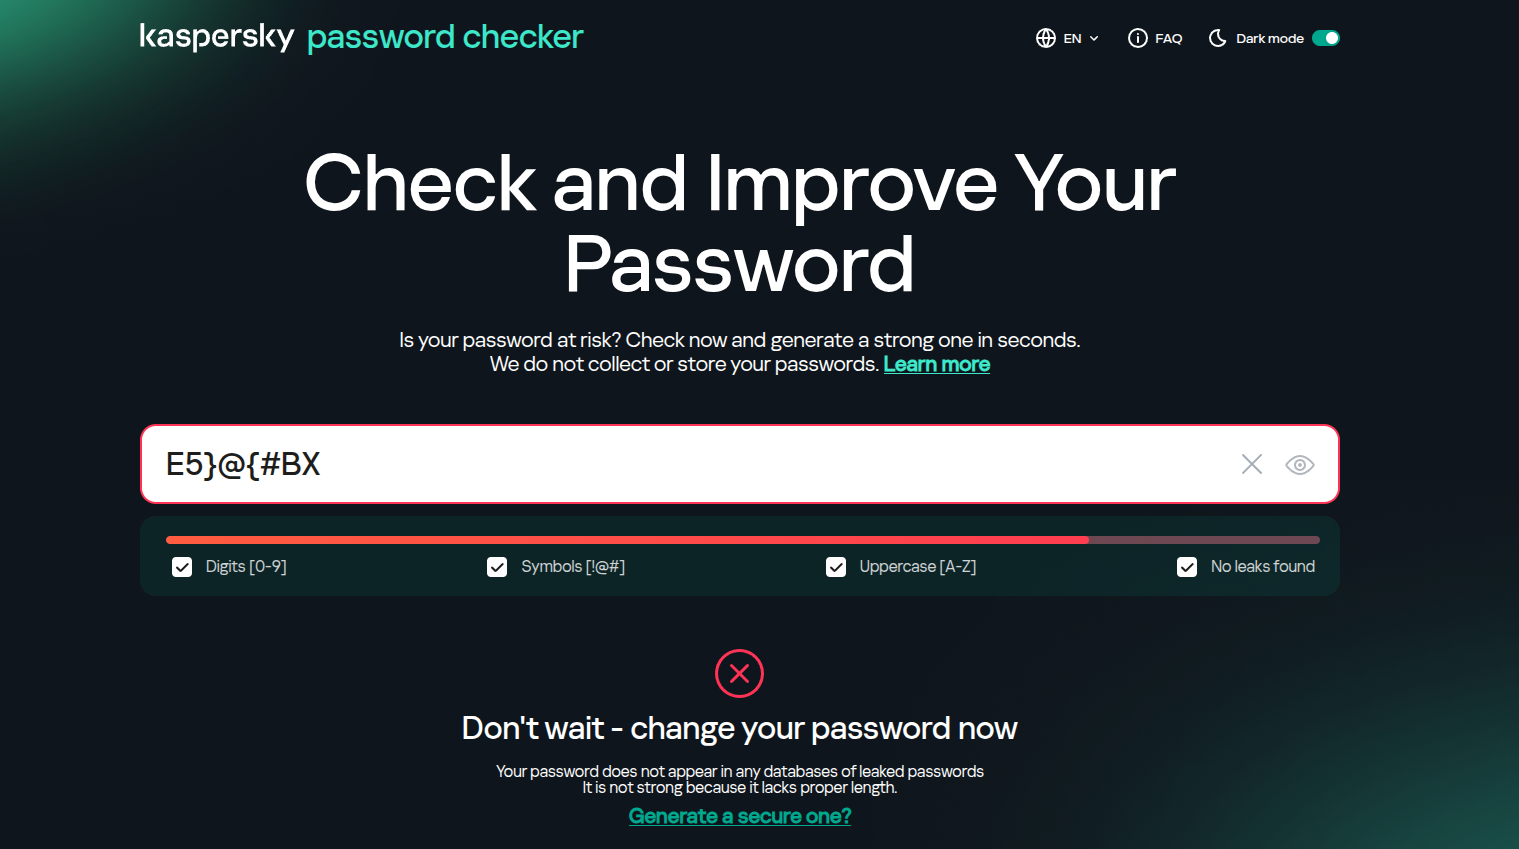 kaspersky password checker
EN
FAQ
Dark mode
Check and Improve Your
Password
Is your password at risk? Check now and generate a strong one in seconds.
We do not collect or store your passwords. Learn more
E5}@{#BX
Digits [0-9]
Symbols [!@#]
Uppercase [A-Z]
No leaks found
Don't wait - change your password now
Your password does not appear in any databases of leaked passwords
It is not strong because it lacks proper length.
Generate a secure one?